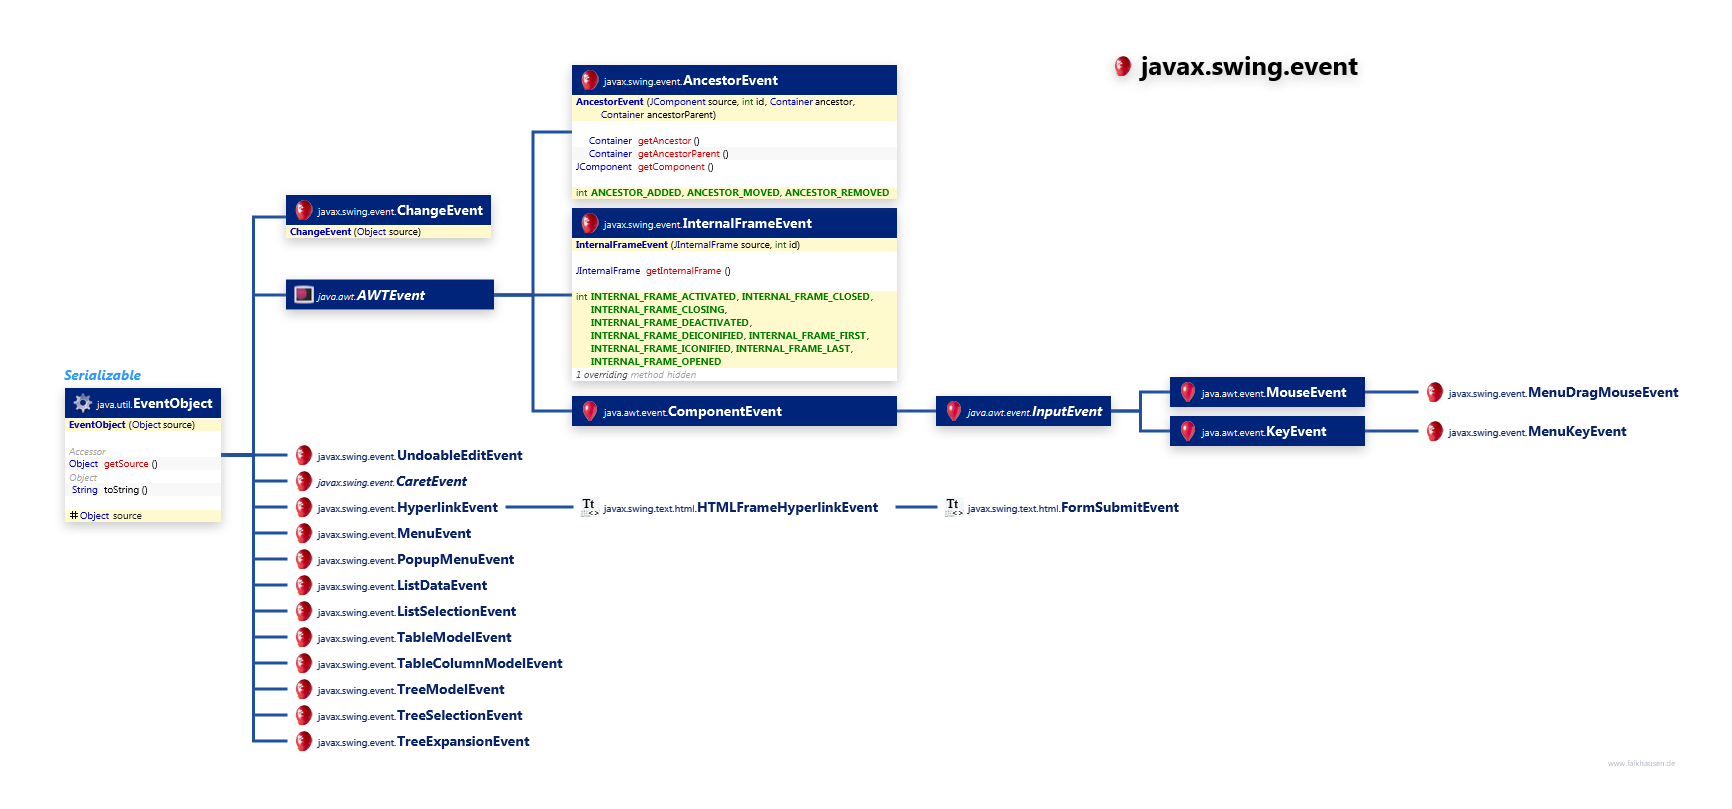 javax.swing.event
javax.swing.event.AncestorEvent
AncestorEvent (JComponent source, int id, Container ancestor,
Container ancestorParent)
Container getAncestor ()
Container getAncestorParent ()
JComponent getComponent ()
int ANCESTOR_ADDED, ANCESTOR_MOVED, ANCESTOR_REMOVED
javax.swing.event.ChangeEvent
ChangeEvent (Object source)
javax.swing.event.InternalFrameEvent
InternalFrameEvent (JInternalFrame source, int id)
JInternalFrame getInternalFrame ()
int INTERNAL_FRAME_ACTIVATED, INTERNAL_FRAME_CLOSED,
INTERNAL_FRAME_CLOSING,
INTERNAL_FRAME_DEACTIVATED,
INTERNAL_FRAME_DEICONIFIED, INTERNAL_FRAME_FIRST,
INTERNAL_FRAME_ICONIFIED, INTERNAL_FRAME_LAST,
INTERNAL_FRAME_OPENED
1 overriding method hidden
java.awt.AWTEvent
Serializable
java.util.EventObject
EventObject (Object source)
Accessor
Object getSource ()
Object
String toString ()
# Object source
java.awt.event.ComponentEvent
java.awt.event.InputEvent
java.awt.event.MouseEvent
javax.swing.event.MenuDragMouseEvent
java.awt.event.KeyEvent
javax.swing.event.MenuKeyEvent
javax.swing.event.UndoableEditEvent
javax.swing.event.CaretEvent
javax.swing.event.HyperlinkEvent
Tt
<>
javax.swing.text.html.HTMLFrameHyperlinkEvent
Tt
<>
javax.swing.text.html.FormSubmitEvent
javax.swing.event.MenuEvent
javax.swing.event.PopupMenuEvent
javax.swing.event.ListDataEvent
javax.swing.event.ListSelectionEvent
javax.swing.event.TableModelEvent
javax.swing.event.TableColumnModelEvent
javax.swing.event.TreeModelEvent
javax.swing.event.TreeSelectionEvent
javax.swing.event.TreeExpansionEvent
www.falkhausen.de